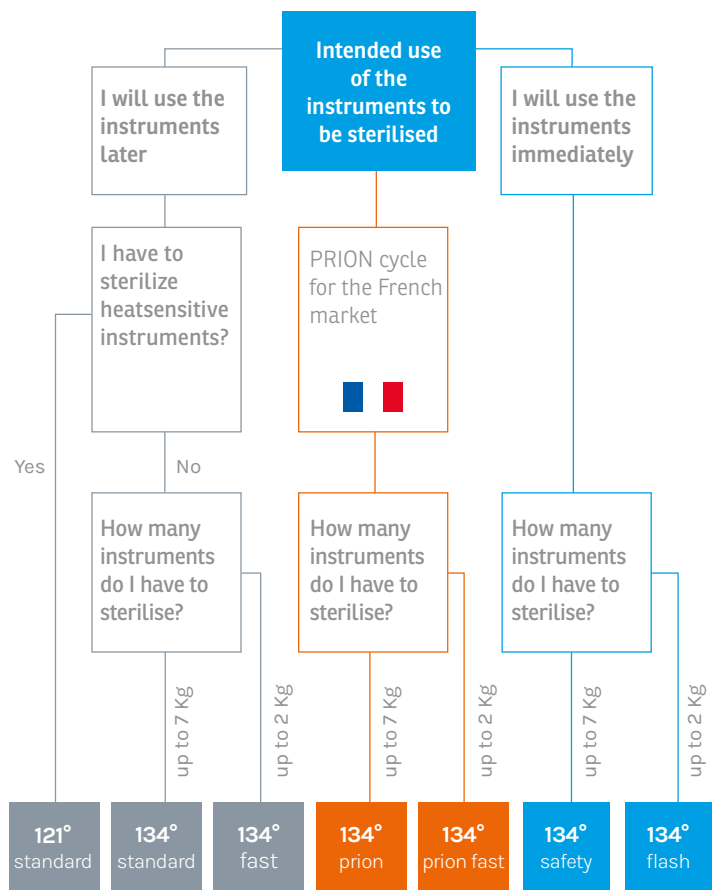 Intended use
of the
instruments to
be sterilised
I will use the
instruments
later
I will use the
instruments
immediately
I have to
sterilize
heatsensitive
instruments?
PRION cycle
for the French
market
Yes
No
How many
instruments
do I have to
sterilise?
How many
instruments
do I have to
sterilise?
How many
instruments
do I have to
sterilise?
up to 7 Kg
up to 2 Kg
up to 7 Kg
up to 2 Kg
up to 7 Kg
up to 2 Kg
121°
standard
134°
standard
134°
fast
134°
prion
134°
prion fast
134°
safety
134°
flash